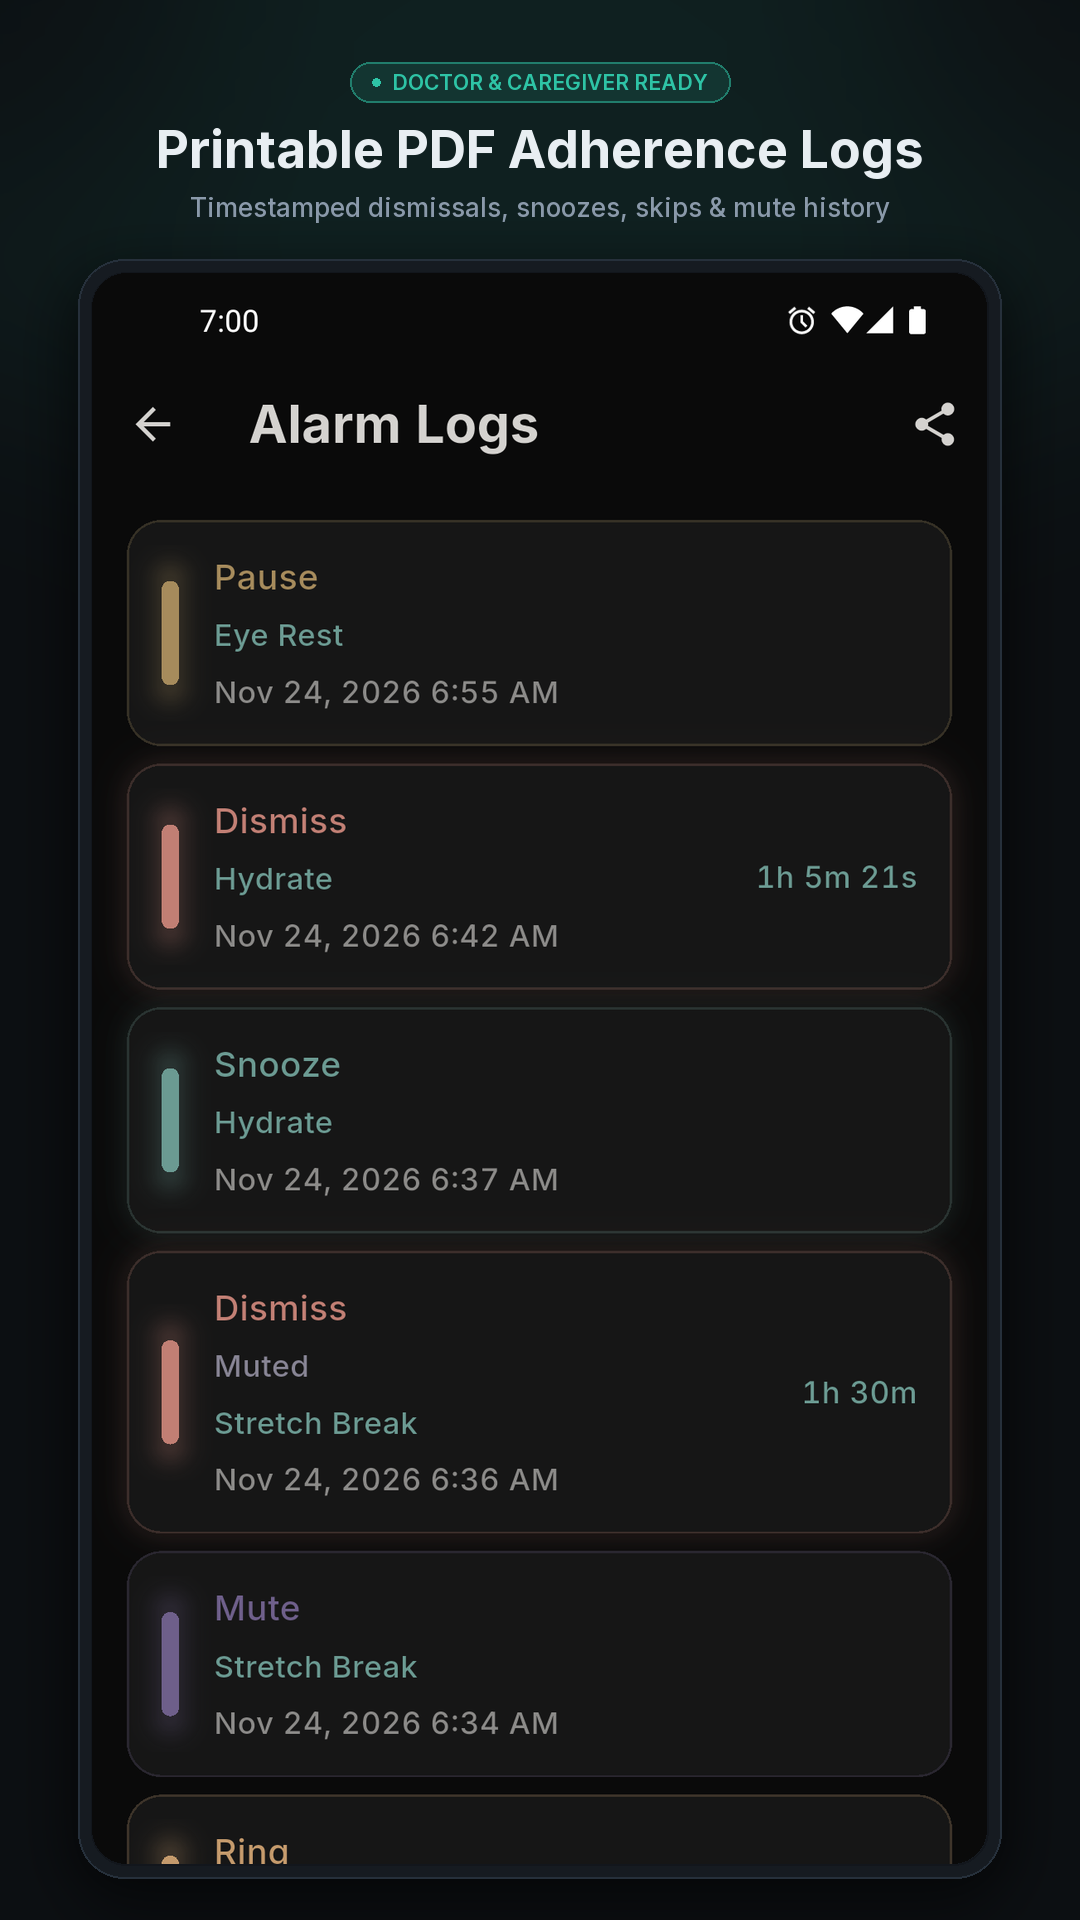 DOCTOR & CAREGIVER READY
Printable PDF Adherence Logs
Timestamped dismissals, snoozes, skips & mute history
7:00
Alarm Logs
Pause
Eye Rest
Nov 24, 2026 6:55 AM
Dismiss
Hydrate
1h 5m 21s
Nov 24, 2026 6:42 AM
Snooze
Hydrate
Nov 24, 2026 6:37 AM
Dismiss
Muted
1h 30m
Stretch Break
Nov 24, 2026 6:36 AM
Mute
Stretch Break
Nov 24, 2026 6:34 AM
Ring